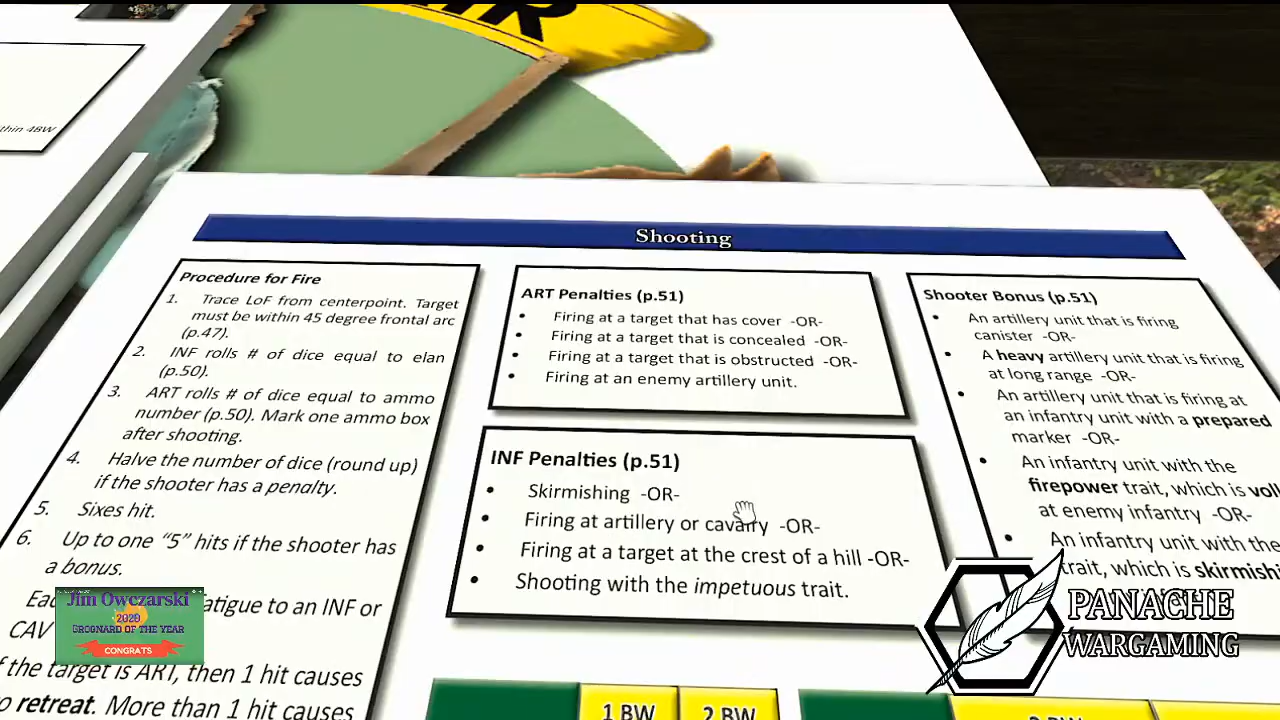 thin 4BW
Shooting
Procedure for Fire
1. Trace LoF from centerpoint. Target
must be within 45 degree frontal arc
(p.47).
2. INF rolls # of dice equal to elan
(p.50).
3. ART rolls # of dice equal to ammo
number (p.50). Mark one ammo box
after shooting.
4. Halve the number of dice (round up)
if the shooter has a penalty.
5. Sixes hit.
6. Up to one “5” hits if the shooter has
a bonus.
fatigue to an INF or
CAV
f the target is ART, then 1 hit causes
o retreat. More than 1 hit causes
ART Penalties (p.51)
• Firing at a target that has cover -OR-
• Firing at a target that is concealed -OR-
• Firing at a target that is obstructed -OR-
• Firing at an enemy artillery unit.
INF Penalties (p.51)
• Skirmishing -OR-
• Firing at artillery or cavalry -OR-
• Firing at a target at the crest of a hill -OR-
• Shooting with the impetuous trait.
Shooter Bonus (p.51)
• An artillery unit that is firing
canister -OR-
• A heavy artillery unit that is firing
at long range -OR-
• An artillery unit that is firing at
an infantry unit with a prepared
marker -OR-
• An infantry unit with the
firepower trait, which is voll
at enemy infantry -OR-
• An infantry unit with the
trait, which is skirmishi
1 BW 2 BW
Jim Owczarski
2020
GROGNARD OF THE YEAR
CONGRATS
PANACHE
WARGAMING